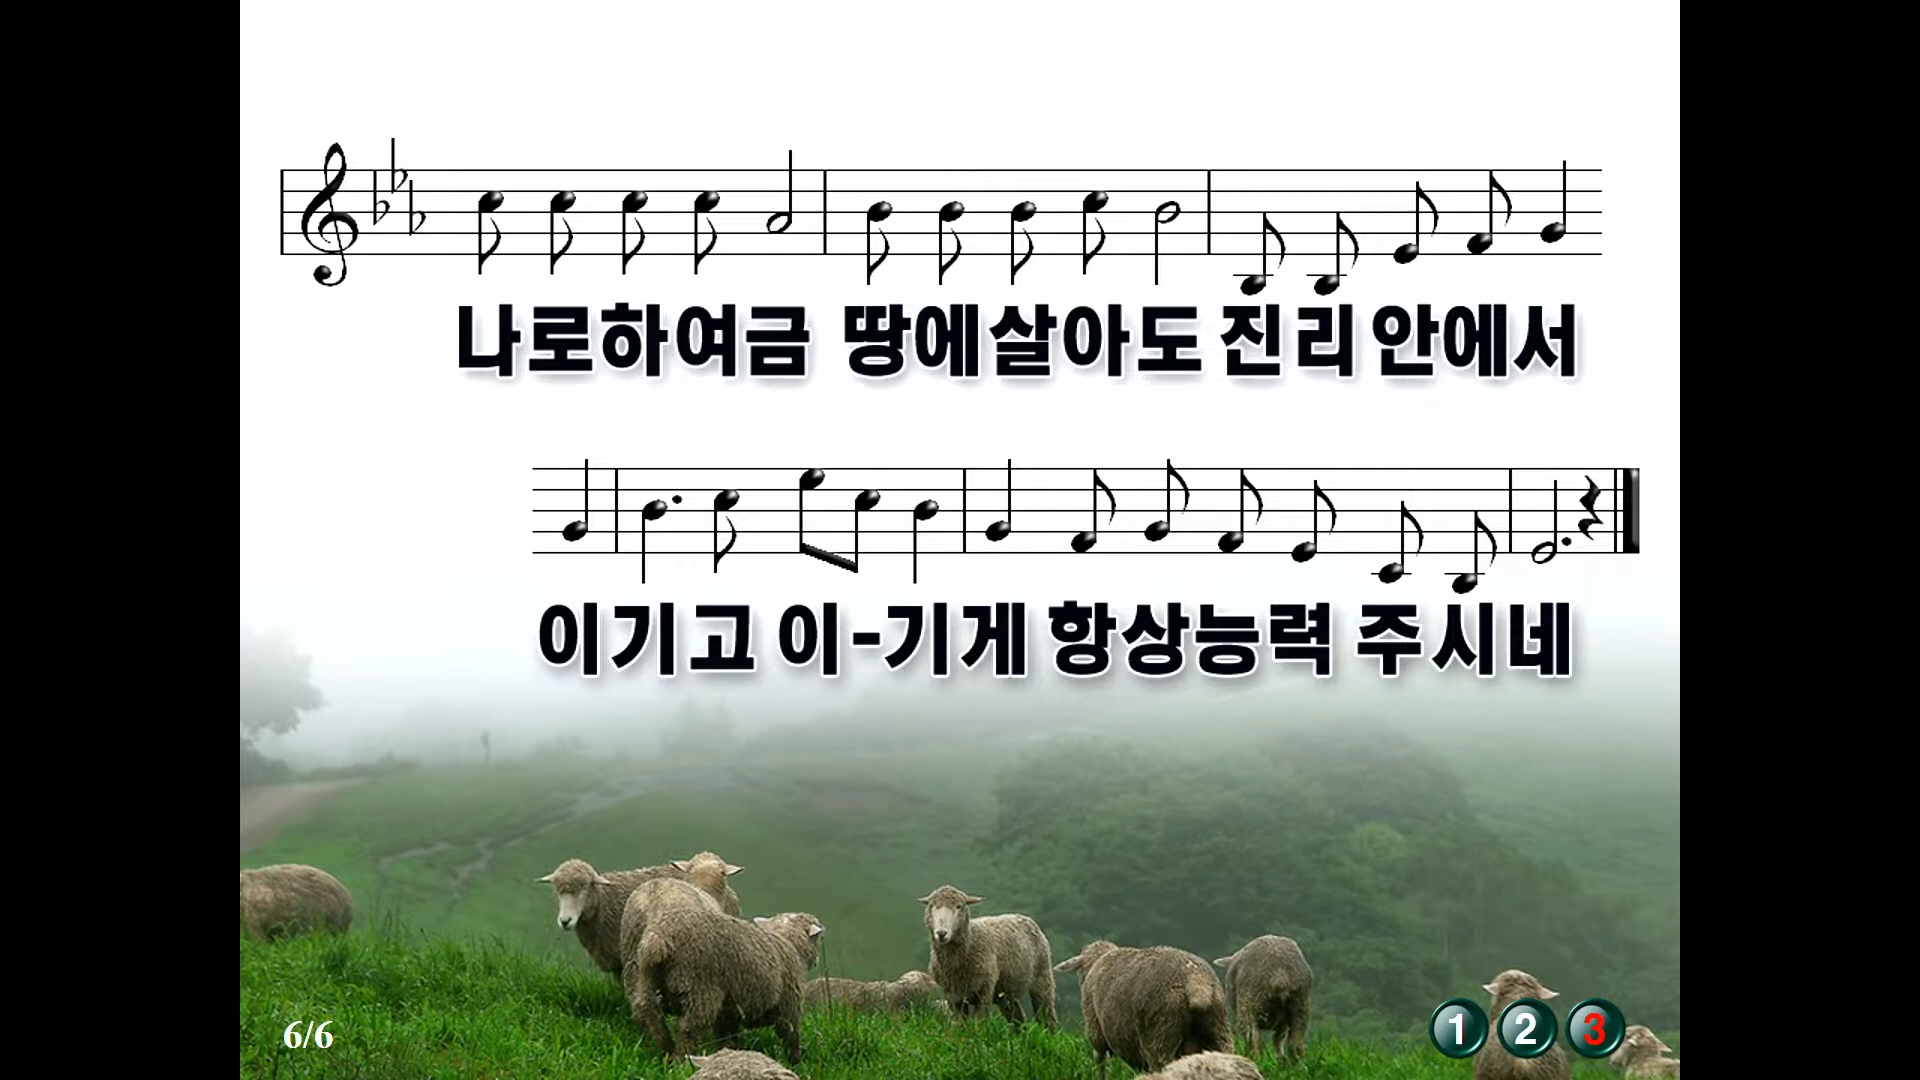 나로하여금 땅에살아도 진리안에서
이기고 이-기게 항상능력 주시네
6/6
1 2 3